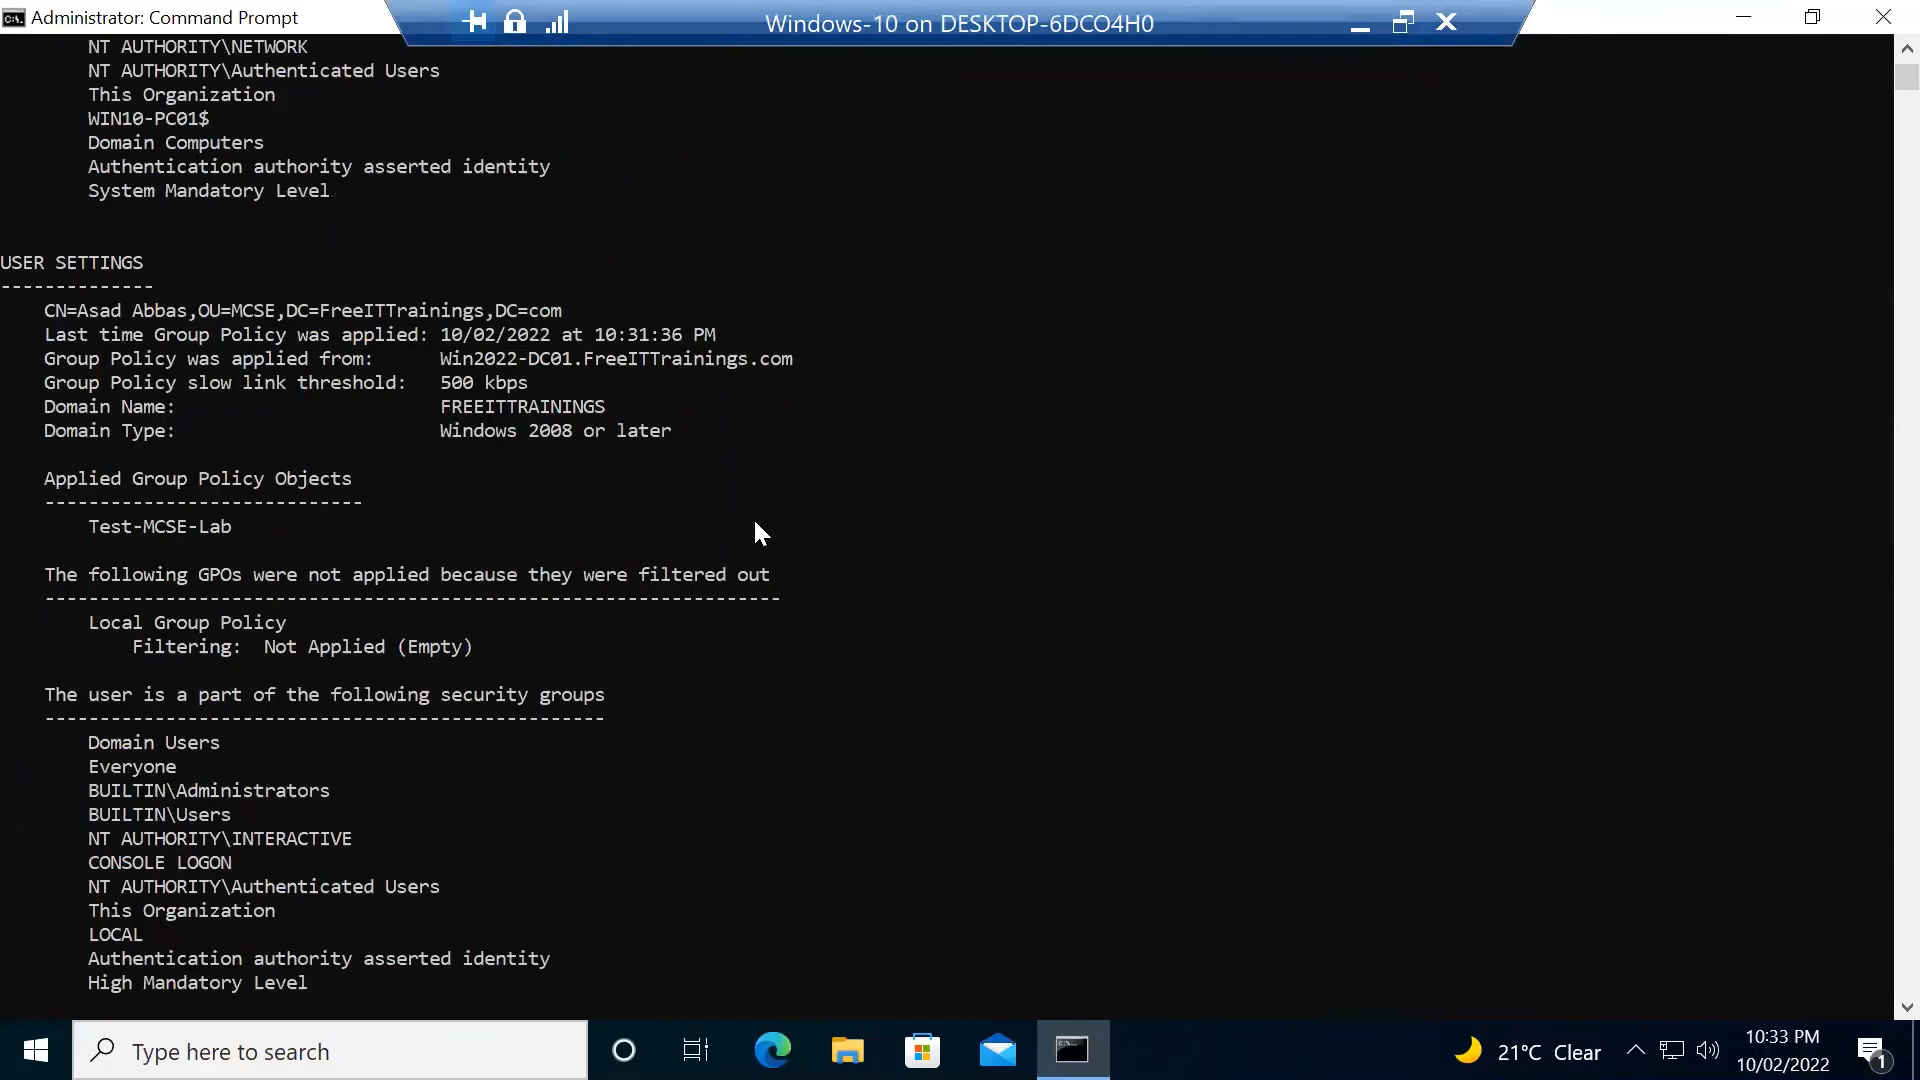 Administrator: Command Prompt
Windows-10 on DESKTOP-6DCO4H0
NT AUTHORITY\NETWORK
NT AUTHORITY\Authenticated Users
This Organization
WIN10-PC01$
Domain Computers
Authentication authority asserted identity
System Mandatory Level
USER SETTINGS
--------------
CN=Asad Abbas,OU=MCSE,DC=FreeITTrainings,DC=com
Last time Group Policy was applied: 10/02/2022 at 10:31:36 PM
Group Policy was applied from: Win2022-DC01.FreeITTrainings.com
Group Policy slow link threshold: 500 kbps
Domain Name: FREEITTRAININGS
Domain Type: Windows 2008 or later
Applied Group Policy Objects
-----------------------------
Test-MCSE-Lab
The following GPOs were not applied because they were filtered out
-------------------------------------------------------------------
Local Group Policy
Filtering: Not Applied (Empty)
The user is a part of the following security groups
---------------------------------------------------
Domain Users
Everyone
BUILTIN\Administrators
BUILTIN\Users
NT AUTHORITY\INTERACTIVE
CONSOLE LOGON
NT AUTHORITY\Authenticated Users
This Organization
LOCAL
Authentication authority asserted identity
High Mandatory Level
Type here to search
21°C Clear
10:33 PM
10/02/2022
1